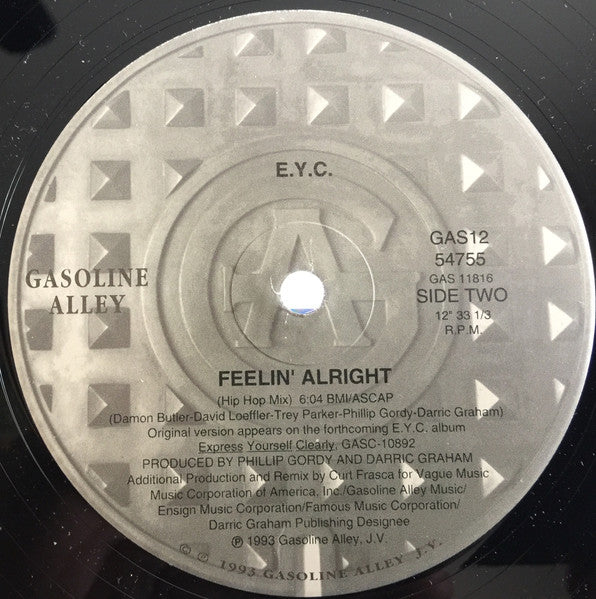 E.Y.C.
GASOLINE
ALLEY
GAS12
54755
GAS 11816
SIDE TWO
12" 33 1/3
R.P.M.
FEELIN' ALRIGHT
(Hip Hop Mix) 6:04 BMI/ASCAP
(Damon Butler-David Loeffler-Trey Parker-Phillip Gordy-Darric Graham)
Original version appears on the forthcoming E.Y.C. album
Express Yourself Clearly, GASC-10892
PRODUCED BY PHILLIP GORDY AND DARRIC GRAHAM
Additional Production and Remix by Curt Frasca for Vague Music
Music Corporation of America, Inc./Gasoline Alley Music/
Ensign Music Corporation/Famous Music Corporation/
Darric Graham Publishing Designee
℗ 1993 Gasoline Alley, J.V.
© ℗ 1993 GASOLINE ALLEY J.V.